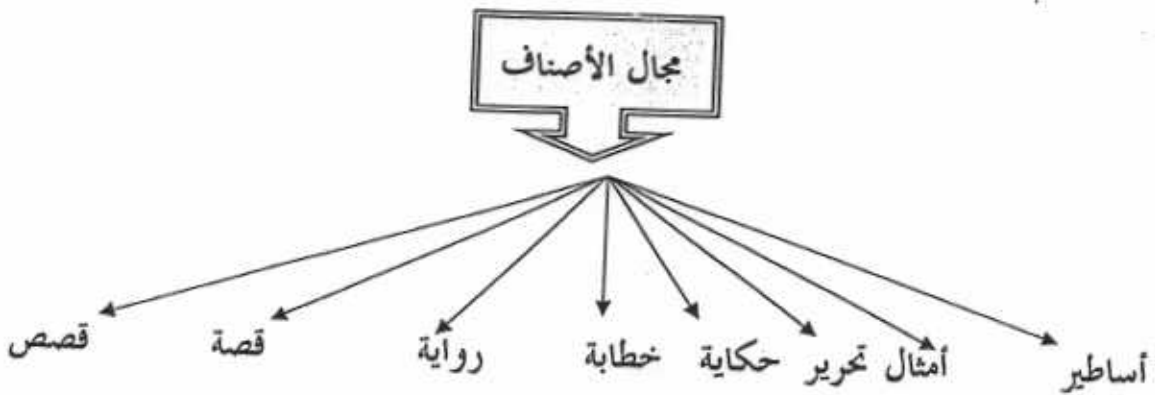 مجال الأصناف
أساطير أمثال تحرير حكاية خطابة رواية قصة قصص